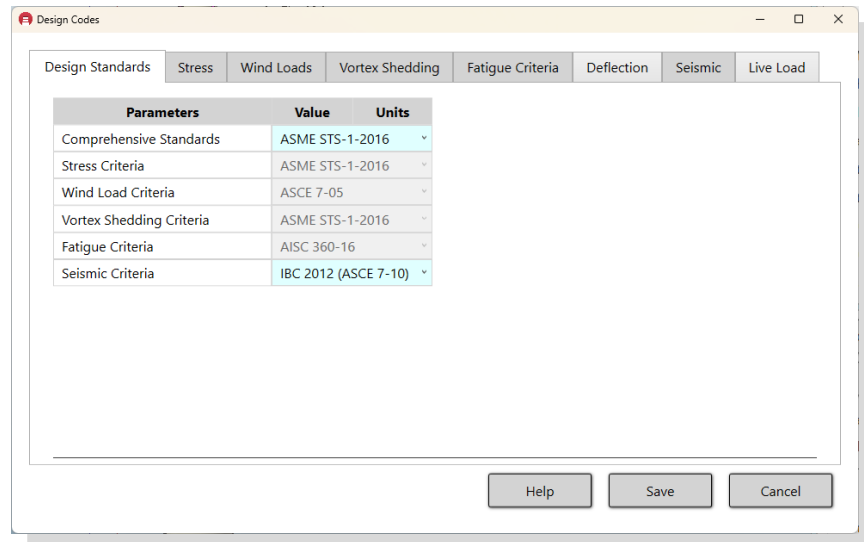 Design Codes
Design Standards Stress Wind Loads Vortex Shedding Fatigue Criteria Deflection Seismic Live Load
Parameters Value Units
Comprehensive Standards ASME STS-1-2016
Stress Criteria ASME STS-1-2016
Wind Load Criteria ASCE 7-05
Vortex Shedding Criteria ASME STS-1-2016
Fatigue Criteria AISC 360-16
Seismic Criteria IBC 2012 (ASCE 7-10)
Help Save Cancel